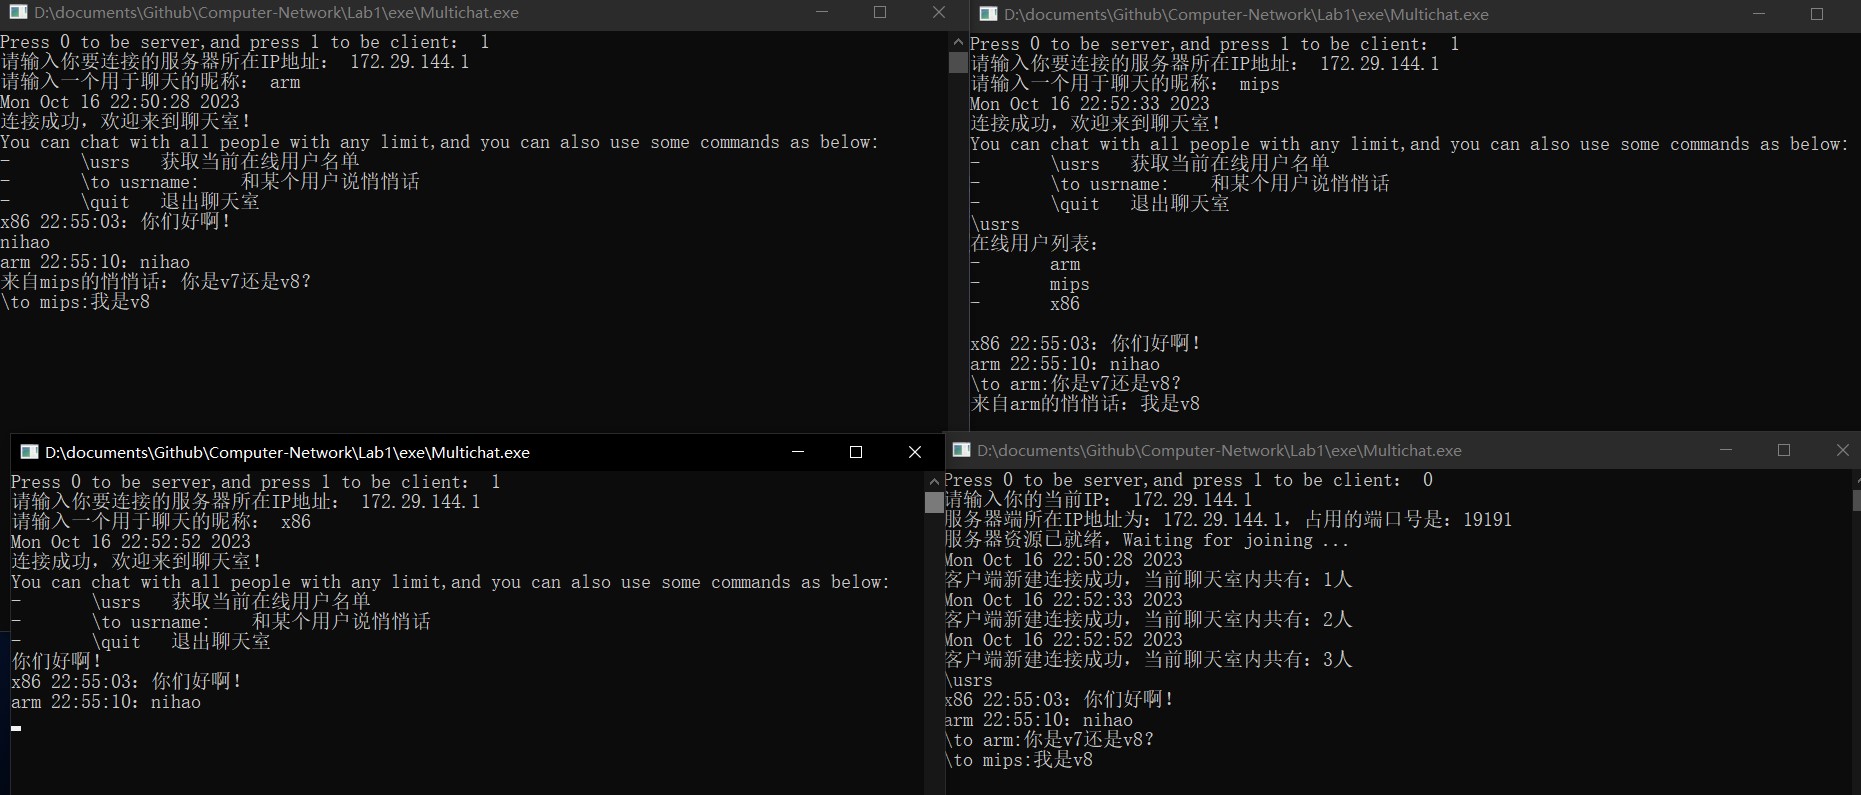 D:\documents\Github\Computer-Network\Lab1\exe\Multichat.exe
Press 0 to be server,and press 1 to be client： 1
请输入你要连接的服务器所在IP地址： 172.29.144.1
请输入一个用于聊天的昵称： arm
Mon Oct 16 22:50:28 2023
连接成功，欢迎来到聊天室！
You can chat with all people with any limit,and you can also use some commands as below:
-       \usrs   获取当前在线用户名单
-       \to usrname:    和某个用户说悄悄话
-       \quit   退出聊天室
x86 22:55:03：你们好啊！
nihao
arm 22:55:10：nihao
来自mips的悄悄话：你是v7还是v8？
\to mips:我是v8
D:\documents\Github\Computer-Network\Lab1\exe\Multichat.exe
Press 0 to be server,and press 1 to be client： 1
请输入你要连接的服务器所在IP地址： 172.29.144.1
请输入一个用于聊天的昵称： mips
Mon Oct 16 22:52:33 2023
连接成功，欢迎来到聊天室！
You can chat with all people with any limit,and you can also use some commands as below:
-       \usrs   获取当前在线用户名单
-       \to usrname:    和某个用户说悄悄话
-       \quit   退出聊天室
\usrs
在线用户列表：
-       arm
-       mips
-       x86
x86 22:55:03：你们好啊！
arm 22:55:10：nihao
\to arm:你是v7还是v8？
来自arm的悄悄话：我是v8
D:\documents\Github\Computer-Network\Lab1\exe\Multichat.exe
Press 0 to be server,and press 1 to be client： 1
请输入你要连接的服务器所在IP地址： 172.29.144.1
请输入一个用于聊天的昵称： x86
Mon Oct 16 22:52:52 2023
连接成功，欢迎来到聊天室！
You can chat with all people with any limit,and you can also use some commands as below:
-       \usrs   获取当前在线用户名单
-       \to usrname:    和某个用户说悄悄话
-       \quit   退出聊天室
你们好啊！
x86 22:55:03：你们好啊！
arm 22:55:10：nihao
D:\documents\Github\Computer-Network\Lab1\exe\Multichat.exe
Press 0 to be server,and press 1 to be client： 0
请输入你的当前IP： 172.29.144.1
服务器端所在IP地址为：172.29.144.1，占用的端口号是：19191
服务器资源已就绪，Waiting for joining ...
Mon Oct 16 22:50:28 2023
客户端新建连接成功，当前聊天室内共有：1人
Mon Oct 16 22:52:33 2023
客户端新建连接成功，当前聊天室内共有：2人
Mon Oct 16 22:52:52 2023
客户端新建连接成功，当前聊天室内共有：3人
\usrs
x86 22:55:03：你们好啊！
arm 22:55:10：nihao
\to arm:你是v7还是v8？
\to mips:我是v8